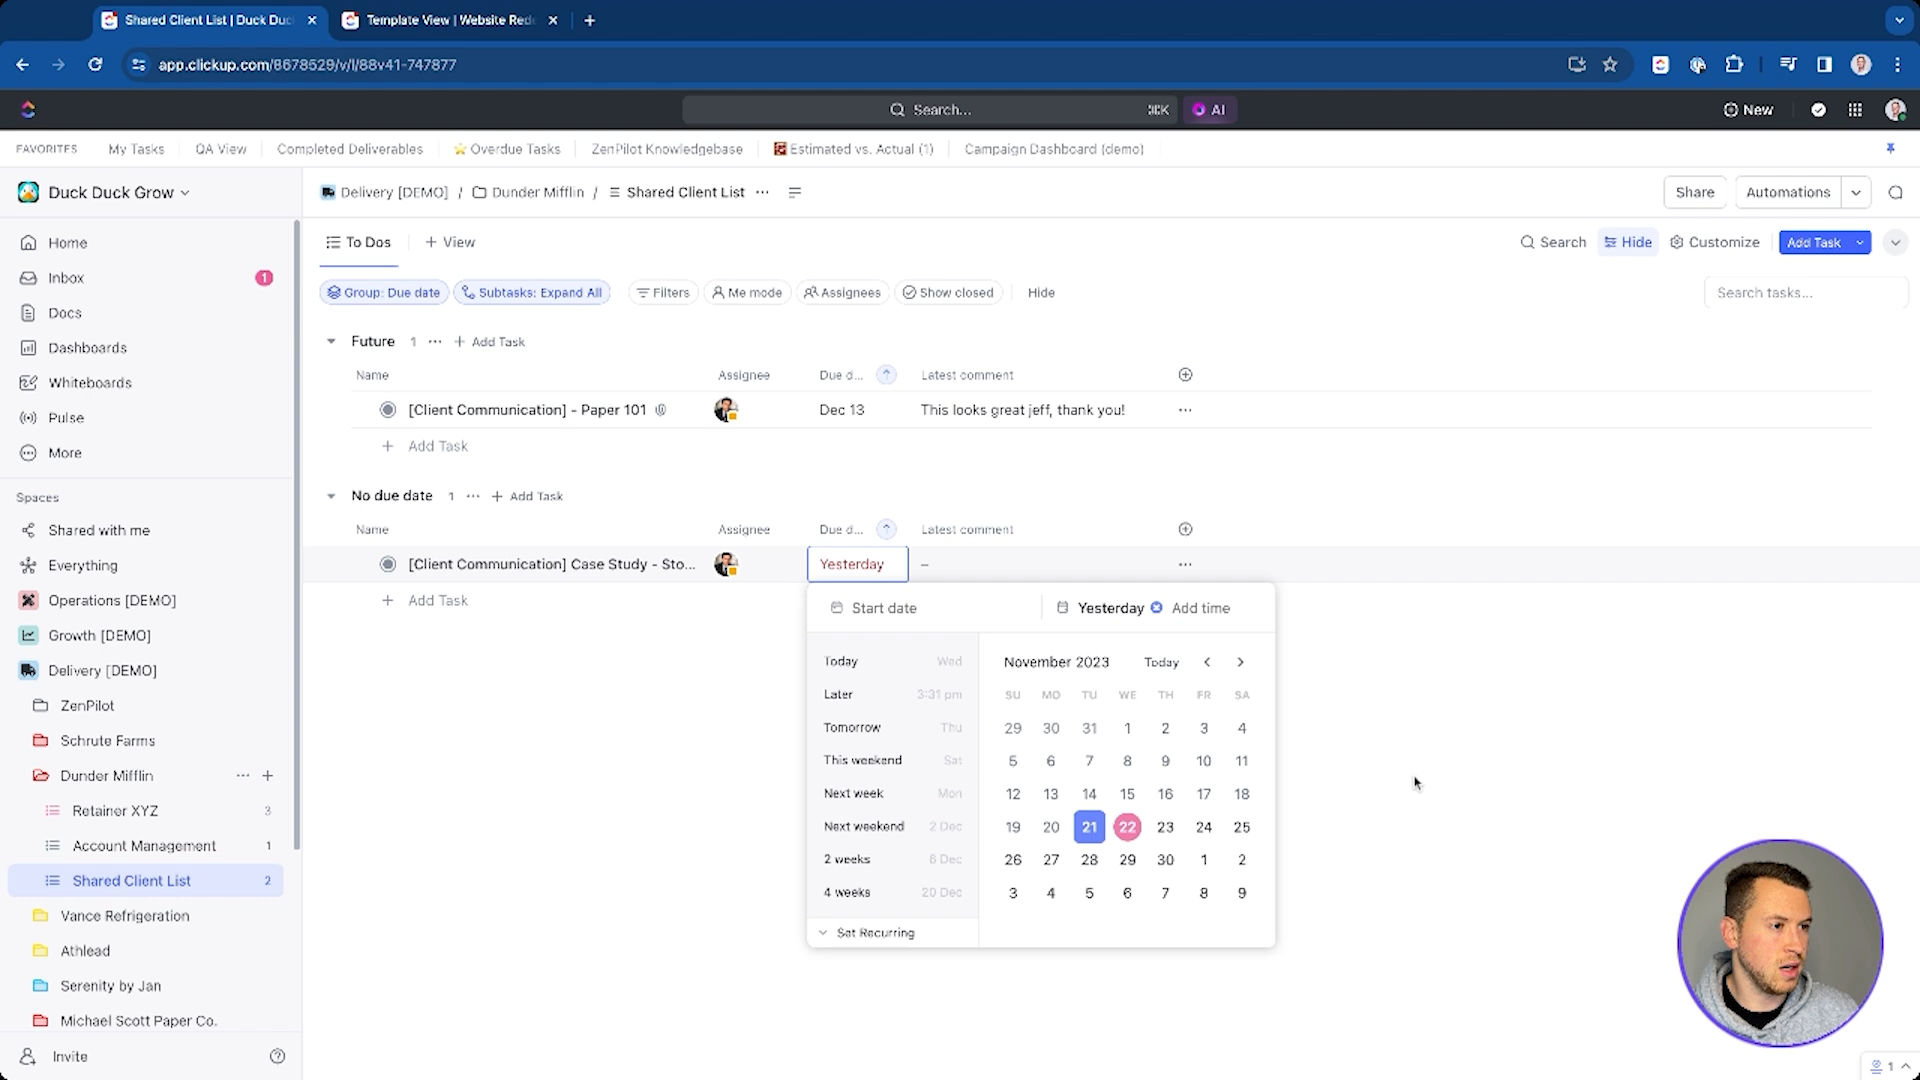 Shared Client List | Duck Duc
Template View | Website Rede
app.clickup.com/8678529/v/l/88v41-747877
Search...
⌘K
AI
New
FAVORITES
My Tasks
QA View
Completed Deliverables
Overdue Tasks
ZenPilot Knowledgebase
Estimated vs. Actual (1)
Campaign Dashboard (demo)
Duck Duck Grow
Delivery [DEMO] / Dunder Mifflin / Shared Client List
Share
Automations
Home
Inbox
1
Docs
Dashboards
Whiteboards
Pulse
More
Spaces
Shared with me
Everything
Operations [DEMO]
Growth [DEMO]
Delivery [DEMO]
ZenPilot
Schrute Farms
Dunder Mifflin
Retainer XYZ 3
Account Management 1
Shared Client List 2
Vance Refrigeration
Athlead
Serenity by Jan
Michael Scott Paper Co.
Invite
To Dos
+ View
Search
Hide
Customize
Add Task
Group: Due date
Subtasks: Expand All
Filters
Me mode
Assignees
Show closed
Hide
Search tasks...
Future 1 + Add Task
Name Assignee Due d... Latest comment
[Client Communication] - Paper 101 Dec 13 This looks great jeff, thank you!
+ Add Task
No due date 1 + Add Task
Name Assignee Due d... Latest comment
[Client Communication] Case Study - Sto... Yesterday –
+ Add Task
Start date
Yesterday
Add time
Today Wed
Later 3:31 pm
Tomorrow Thu
This weekend Sat
Next week Mon
Next weekend 2 Dec
2 weeks 6 Dec
4 weeks 20 Dec
Set Recurring
November 2023 Today
SU MO TU WE TH FR SA
29 30 31 1 2 3 4
5 6 7 8 9 10 11
12 13 14 15 16 17 18
19 20 21 22 23 24 25
26 27 28 29 30 1 2
3 4 5 6 7 8 9
1